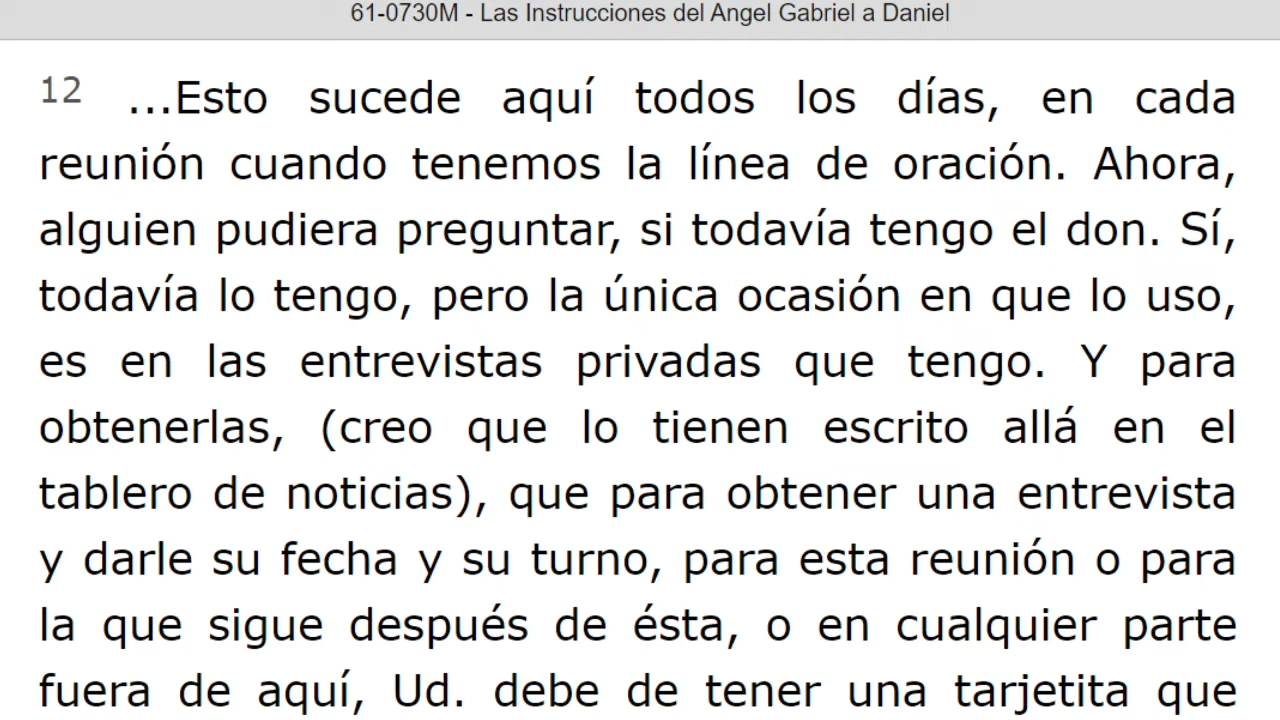 61-0730M - Las Instrucciones del Angel Gabriel a Daniel
12 ...Esto sucede aquí todos los días, en cada
reunión cuando tenemos la línea de oración. Ahora,
alguien pudiera preguntar, si todavía tengo el don. Sí,
todavía lo tengo, pero la única ocasión en que lo uso,
es en las entrevistas privadas que tengo. Y para
obtenerlas, (creo que lo tienen escrito allá en el
tablero de noticias), que para obtener una entrevista
y darle su fecha y su turno, para esta reunión o para
la que sigue después de ésta, o en cualquier parte
fuera de aquí, Ud. debe de tener una tarjetita que